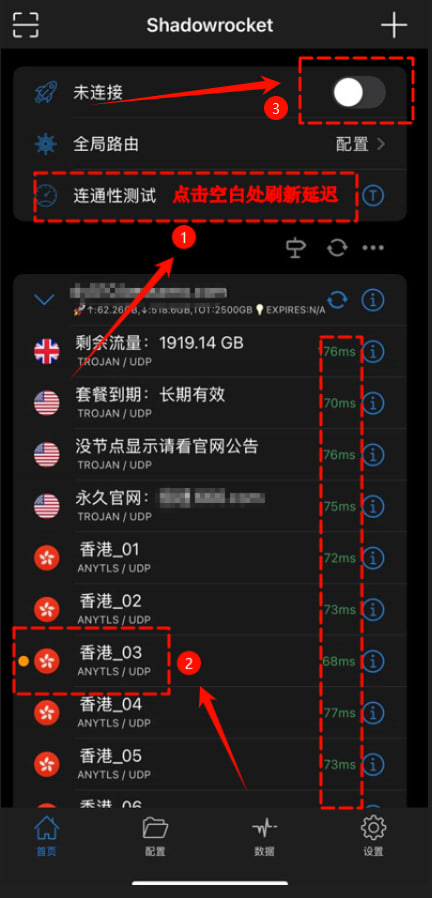 Shadowrocket
未连接
3
全局路由
配置
连通性测试 点击空白处刷新延迟
T
1
EXPIRES:N/A
剩余流量：1919.14 GB
TROJAN / UDP
76ms
套餐到期：长期有效
TROJAN / UDP
70ms
没节点显示请看官网公告
TROJAN / UDP
76ms
永久官网：
TROJAN / UDP
75ms
香港_01
ANYTLS / UDP
72ms
香港_02
ANYTLS / UDP
73ms
香港_03
ANYTLS / UDP
68ms
2
香港_04
ANYTLS / UDP
77ms
香港_05
ANYTLS / UDP
73ms
香港_06
首页
配置
数据
设置